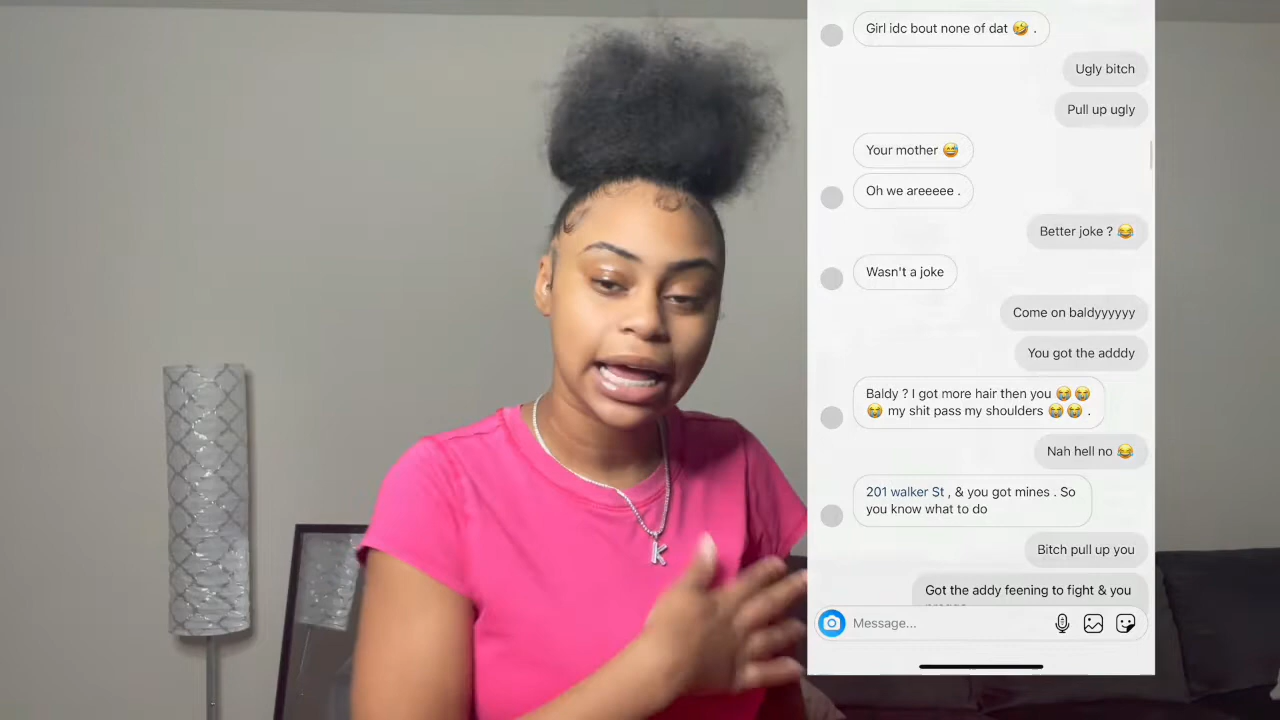 Girl idc bout none of dat 🤣 .
Ugly bitch
Pull up ugly
Your mother 😅
Oh we areeeee .
Better joke ? 😂
Wasn't a joke
Come on baldyyyyyy
You got the adddy
Baldy ? I got more hair then you 😭😭
😭 my shit pass my shoulders 😭😭 .
Nah hell no 😂
201 walker St , & you got mines . So
you know what to do
Bitch pull up you
Got the addy feening to fight & you
Message...
K